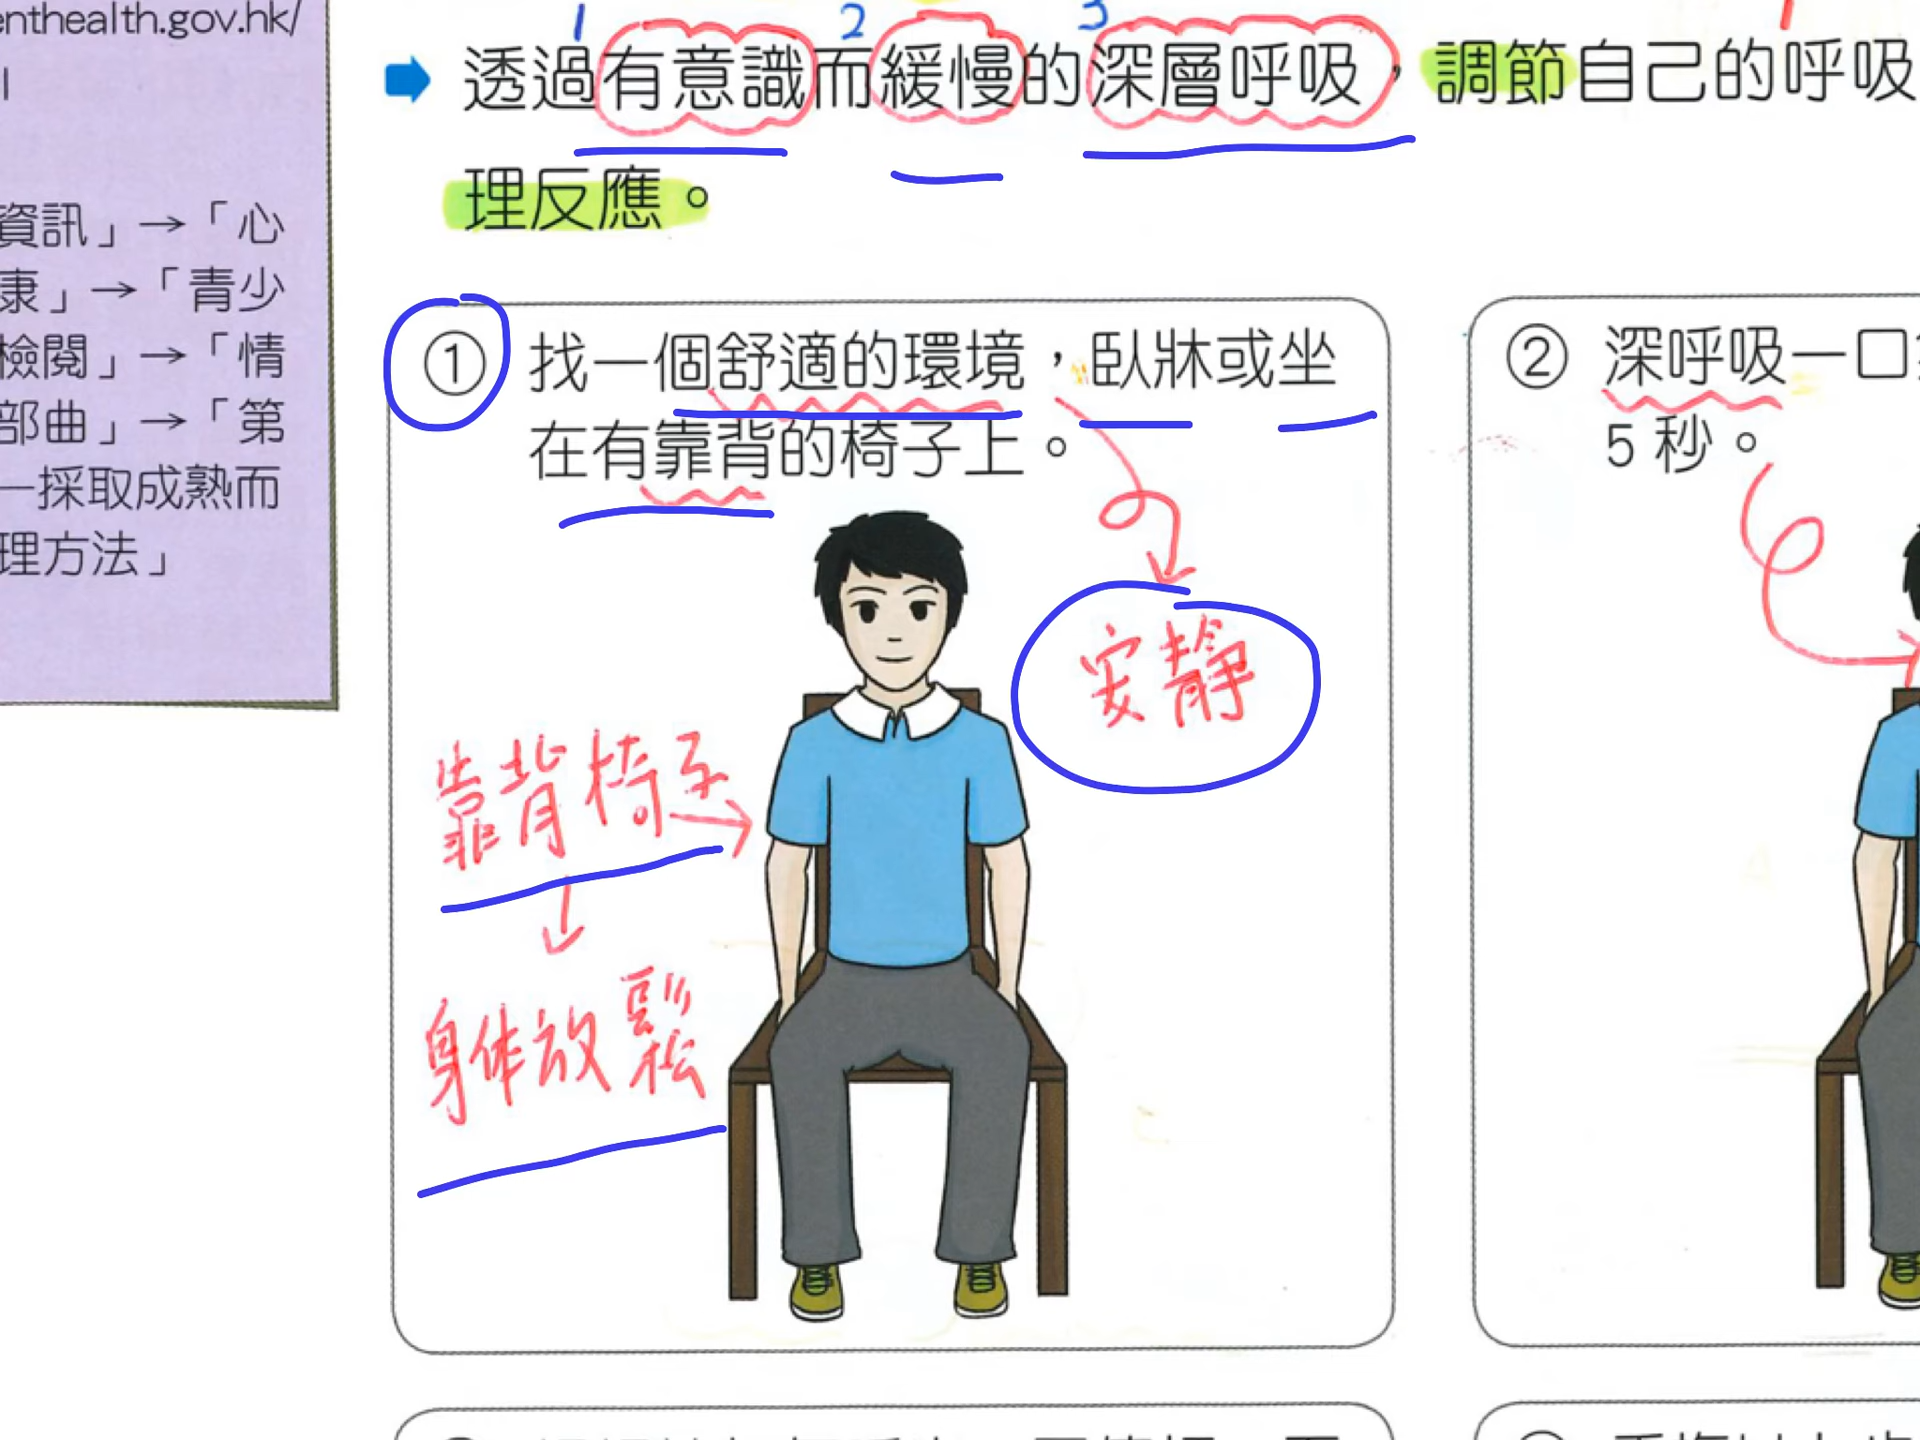 enthealth.gov.hk/
資訊」→「心
康」→「青少
檢閱」→「情
部曲」→「第
一採取成熟而
理方法」
1 2 3
透過有意識而緩慢的深層呼吸，調節自己的呼吸
理反應。
① 找一個舒適的環境，臥牀或坐
在有靠背的椅子上。
安靜
靠背椅子
身体放鬆
② 深呼吸一口
5 秒。